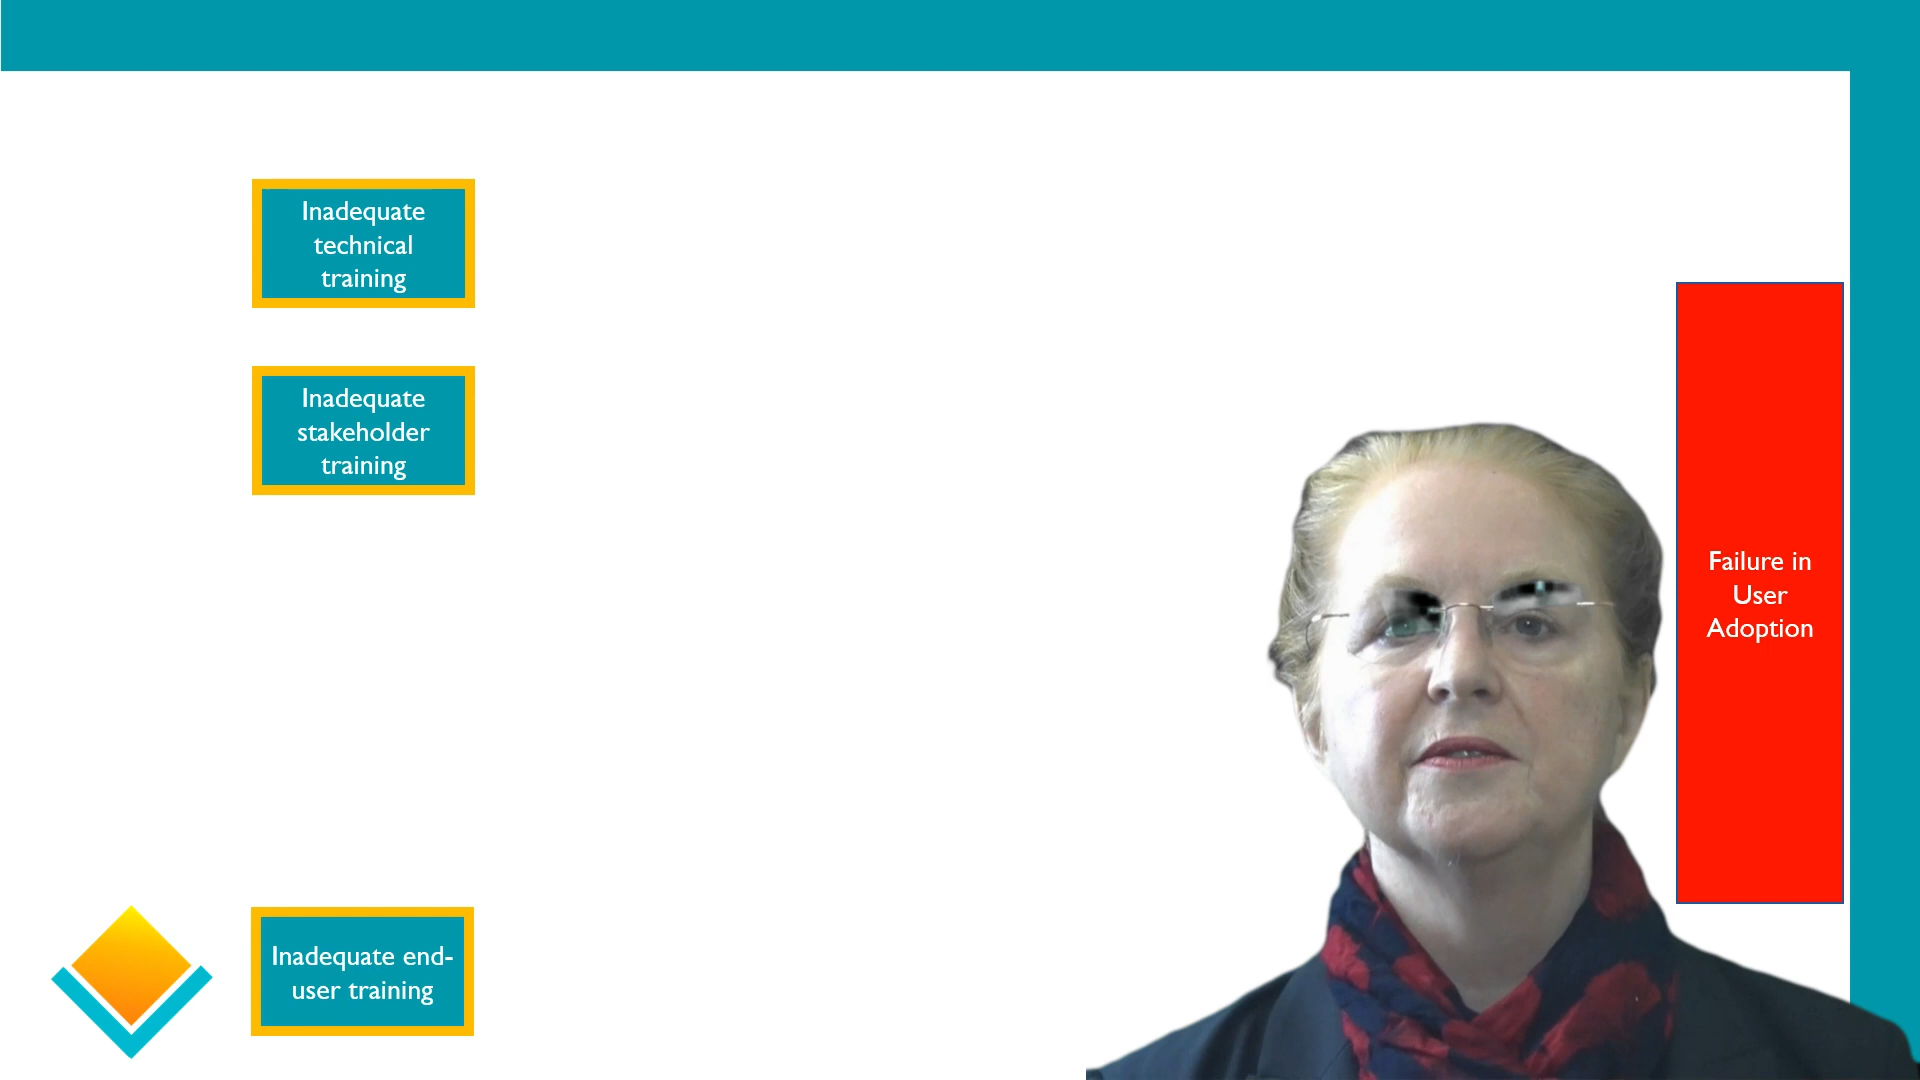 Inadequate
technical
training
Inadequate
stakeholder
training
Failure in
User
Adoption
Inadequate end-
user training